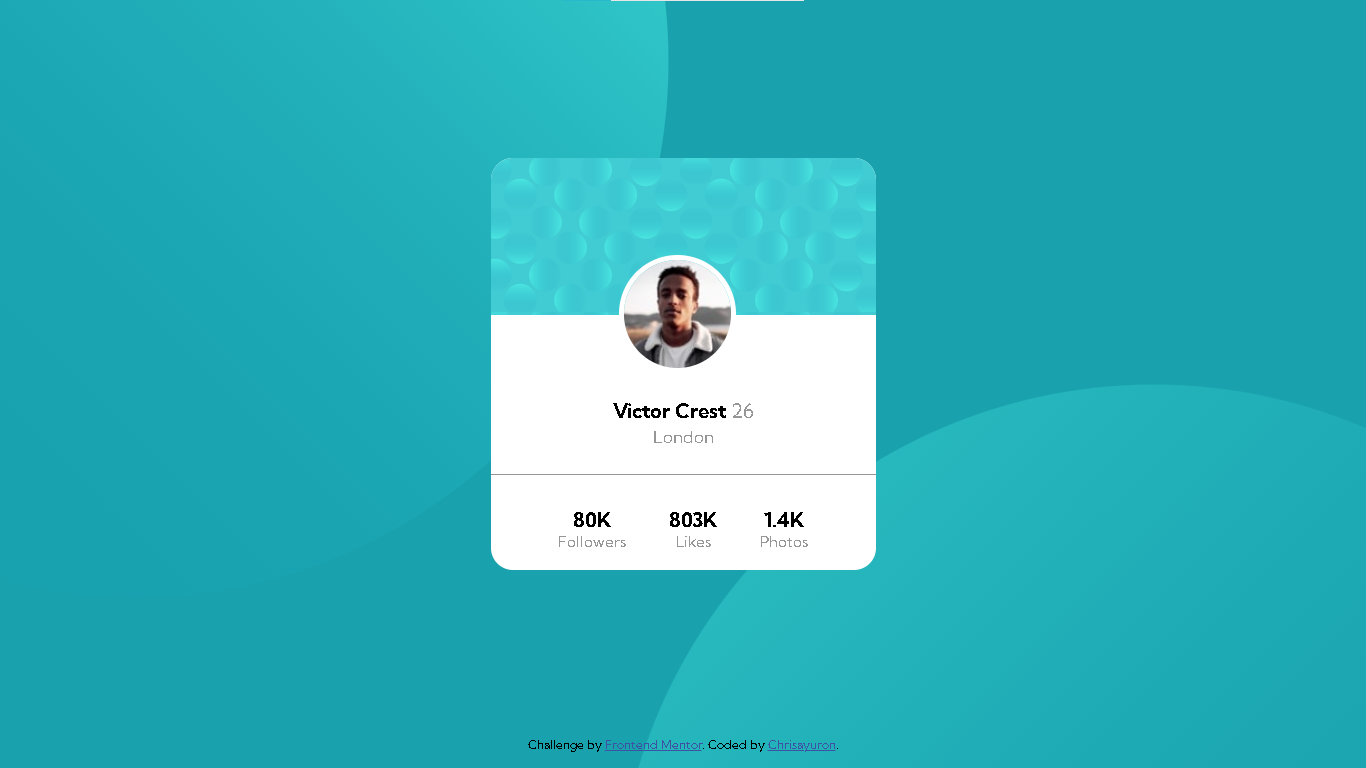 Victor Crest 26
London
80K 803K 1.4K
Followers Likes Photos
Challenge by Frontend Mentor. Coded by Chrisayuron.